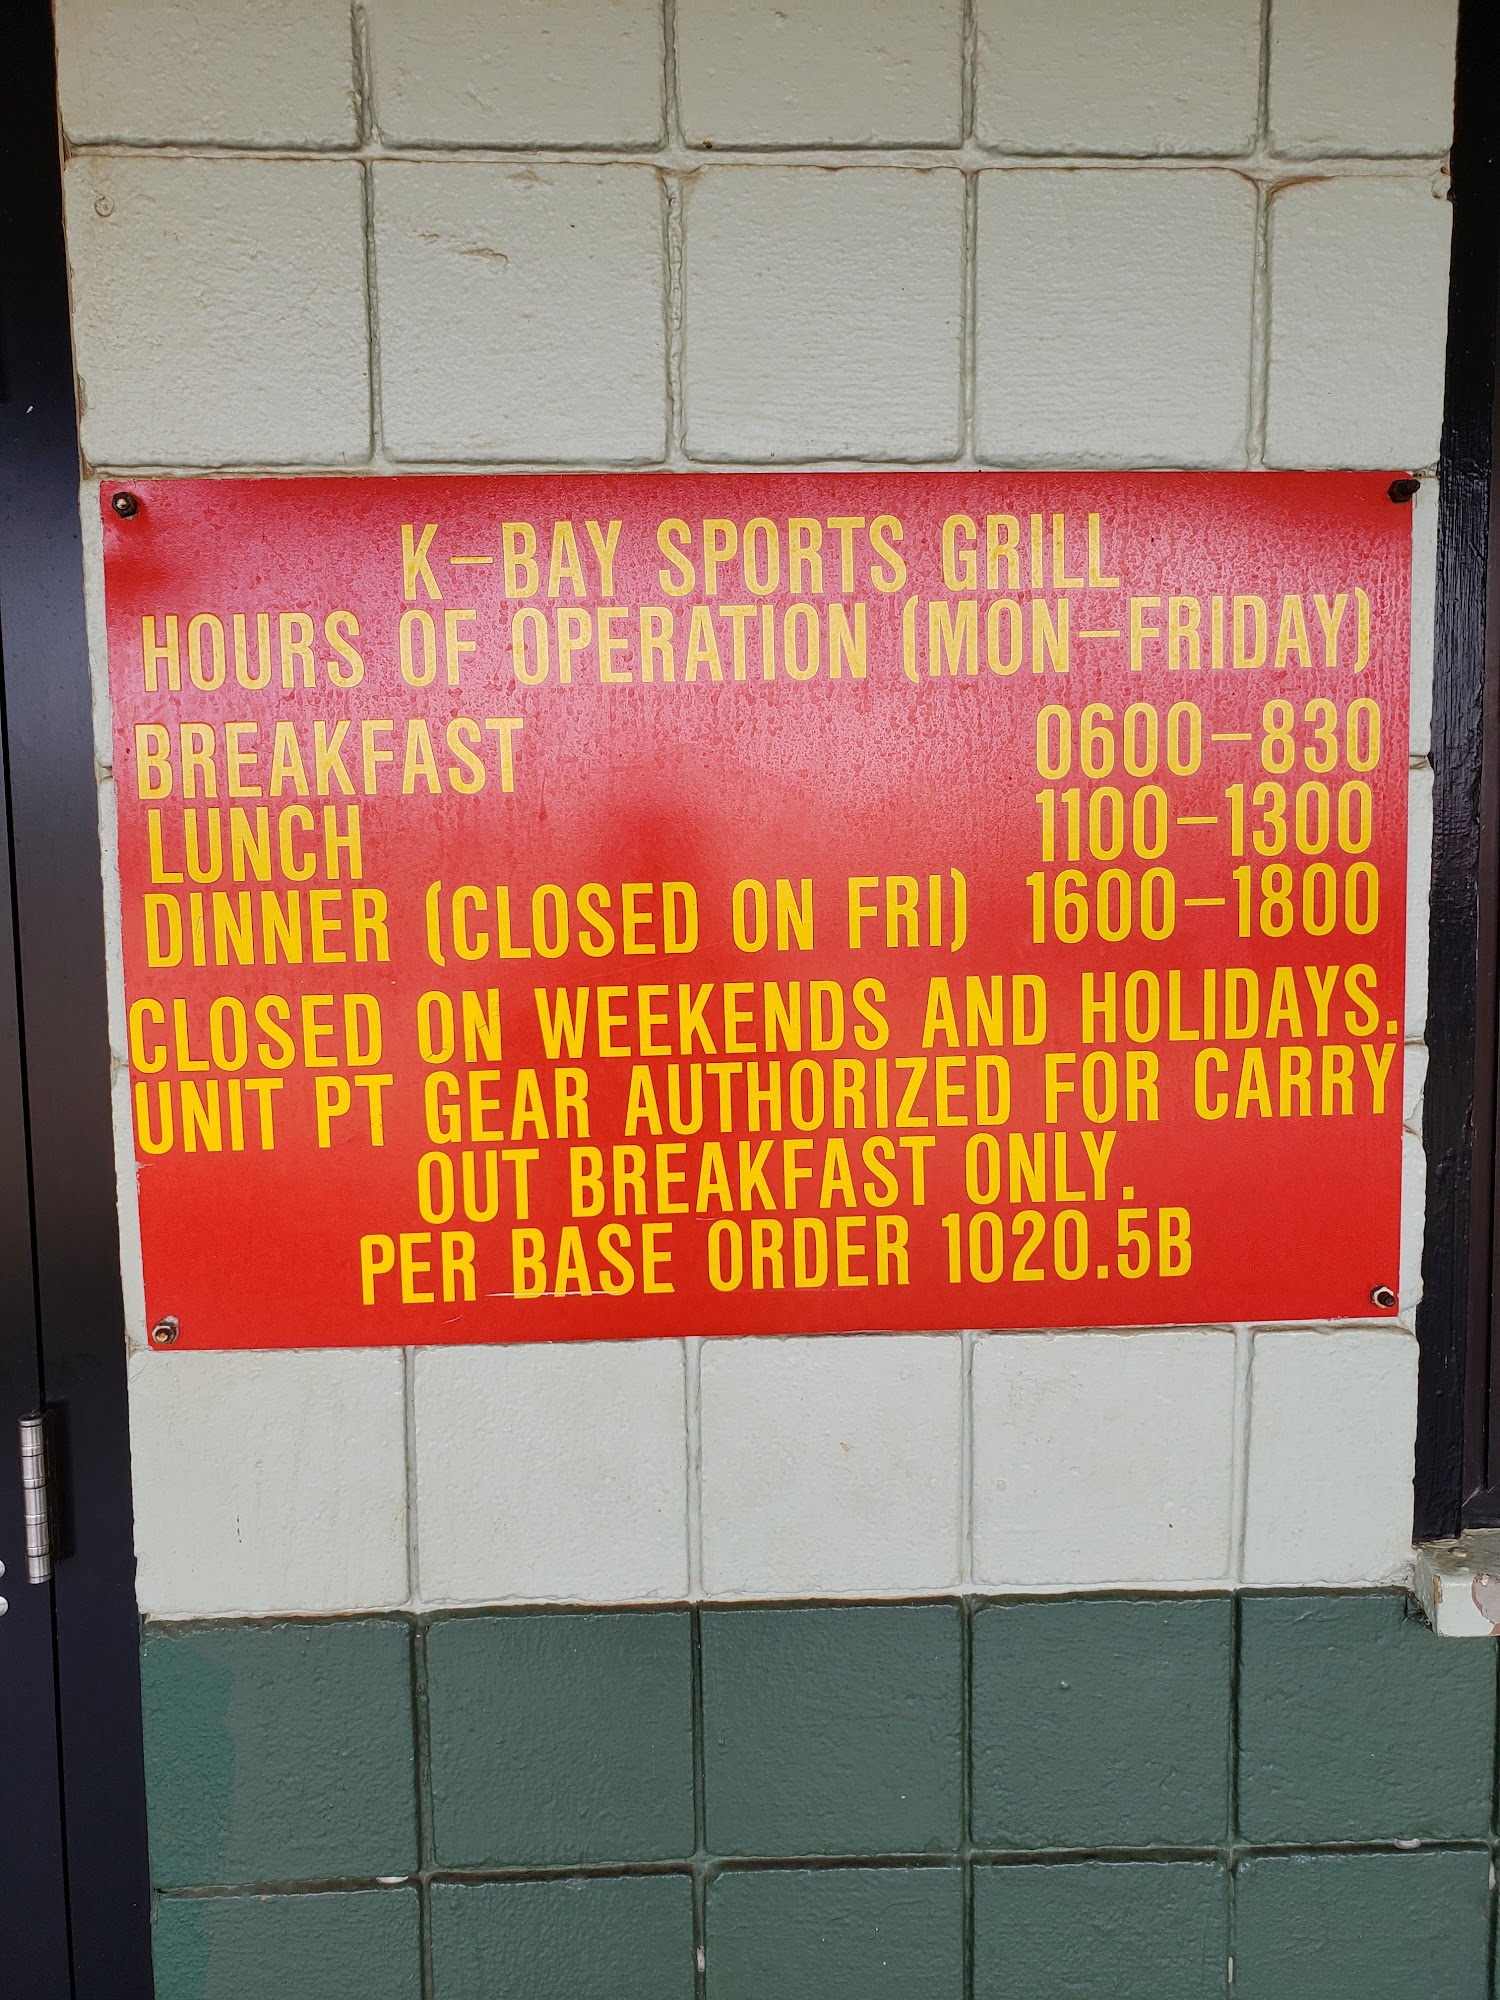 K-BAY SPORTS GRILL
HOURS OF OPERATION (MON-FRIDAY)
BREAKFAST 0600-830
LUNCH 1100-1300
DINNER (CLOSED ON FRI) 1600-1800
CLOSED ON WEEKENDS AND HOLIDAYS.
UNIT PT GEAR AUTHORIZED FOR CARRY
OUT BREAKFAST ONLY.
PER BASE ORDER 1020.5B